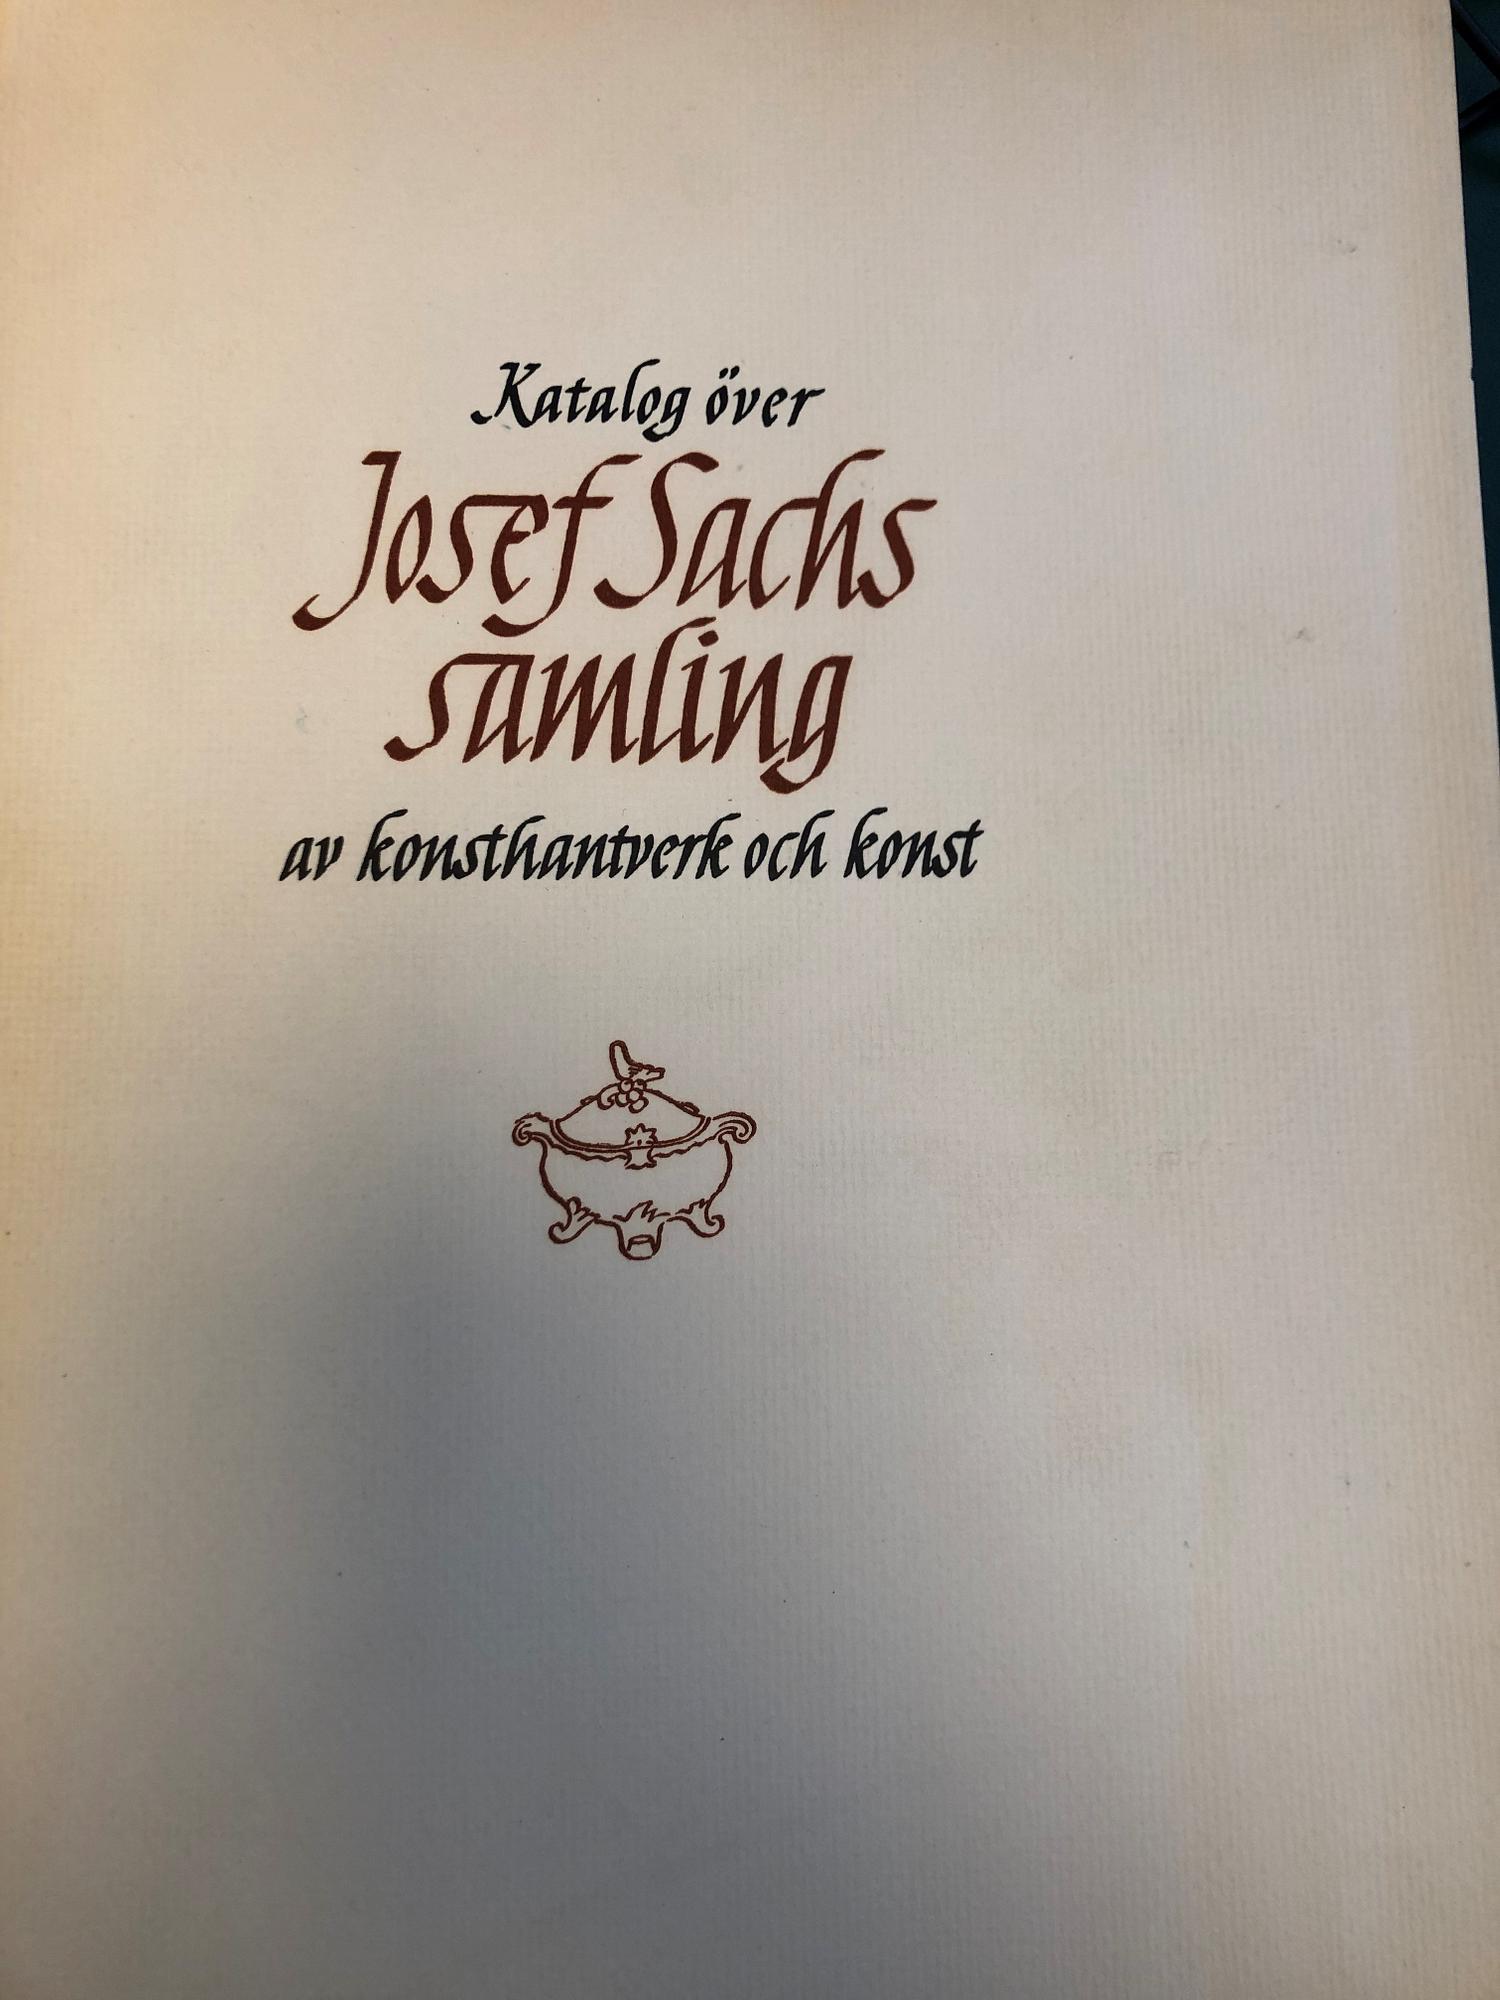 Katalog över
Josef Sachs
samling
av konsthantverk och konst